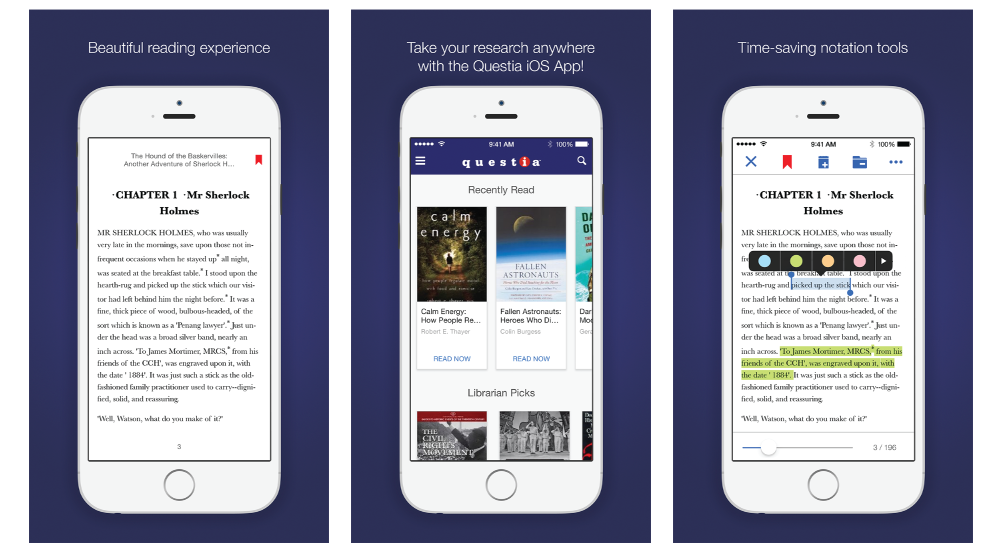 Beautiful reading experience
The Hound of the Baskervilles:
Another Adventure of Sherlock H...
·CHAPTER 1 ·Mr Sherlock
Holmes
MR SHERLOCK HOLMES, who was usually
very late in the mornings, save upon those not in-
frequent occasions when he stayed up* all night,
was seated at the breakfast table.* I stood upon the
hearth-rug and picked up the stick which our visi-
tor had left behind him the night before.* It was a
fine, thick piece of wood, bulbous-headed, of the
sort which is known as a 'Penang lawyer'.* Just un-
der the head was a broad silver band, nearly an
inch across. 'To James Mortimer, MRCS,* from his
friends of the CCH', was engraved upon it, with
the date ' 1884'. It was just such a stick as the old-
fashioned family practitioner used to carry--digni-
fied, solid, and reassuring.
'Well, Watson, what do you make of it?'
3
Take your research anywhere
with the Questia iOS App!
9:41 AM 100%
questia
Recently Read
calm
energy
Calm Energy:
How People Re...
Robert E. Thayer
READ NOW
FALLEN
ASTRONAUTS
Fallen Astronauts:
Heroes Who Di...
Colin Burgess
READ NOW
Librarian Picks
THE
CIVIL
RIGHTS
MOVEMENT
Time-saving notation tools
9:41 AM 100%
·CHAPTER 1 ·Mr Sherlock
Holmes
MR SHERLOCK HOLMES, who was usually
very late in the mornings, save upon those not in-
frequent
was seated at the breakfast table. I stood upon the
hearth-rug and picked up the stick which our visi-
tor had left behind him the night before.* It was a
fine, thick piece of wood, bulbous-headed, of the
sort which is known as a 'Penang lawyer'.* Just un-
der the head was a broad silver band, nearly an
inch across. 'To James Mortimer, MRCS,* from his
friends of the CCH', was engraved upon it, with
the date ' 1884'. It was just such a stick as the old-
fashioned family practitioner used to carry--digni-
fied, solid, and reassuring.
'Well, Watson, what do you make of it?'
3 / 196